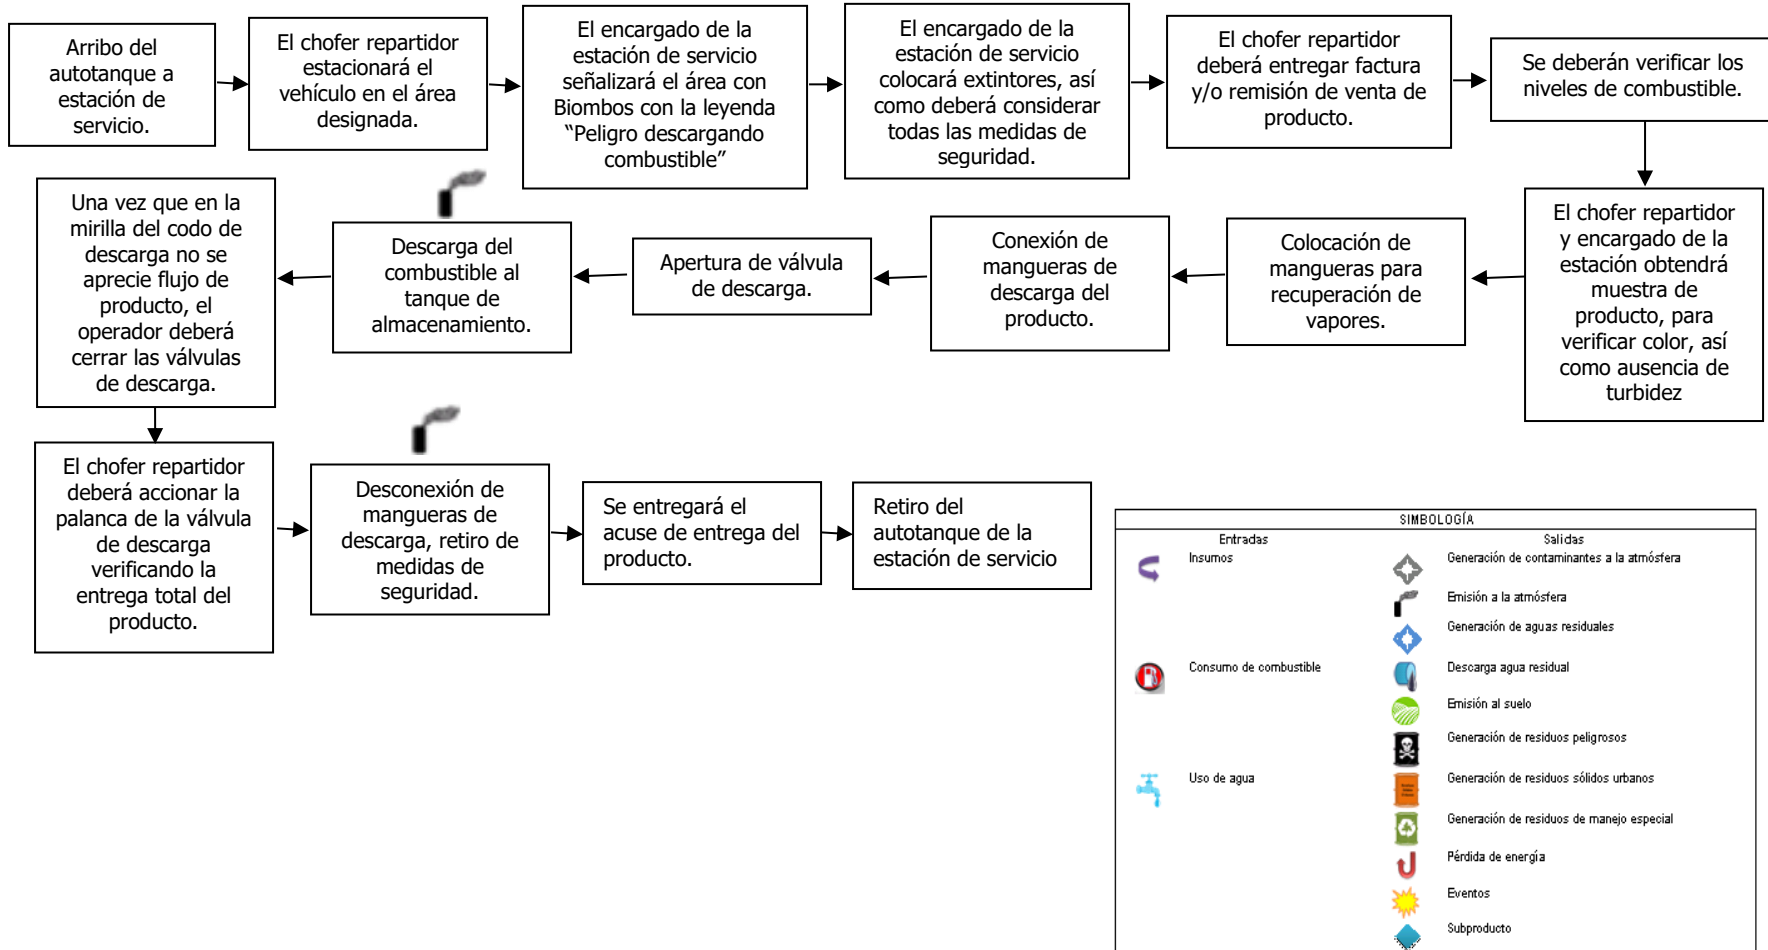 Arribo del
autotanque a
estación de
servicio.
El chofer repartidor
estacionará el
vehículo en el área
designada.
El encargado de la
estación de servicio
señalizará el área con
Biombos con la leyenda
“Peligro descargando
combustible”
El encargado de la
estación de servicio
colocará extintores, así
como deberá considerar
todas las medidas de
seguridad.
El chofer repartidor
deberá entregar factura
y/o remisión de venta de
producto.
Se deberán verificar los
niveles de combustible.
El chofer repartidor
y encargado de la
estación obtendrá
muestra de
producto, para
verificar color, así
como ausencia de
turbidez
Colocación de
mangueras para
recuperación de
vapores.
Conexión de
mangueras de
descarga del
producto.
Apertura de válvula
de descarga.
Descarga del
combustible al
tanque de
almacenamiento.
Una vez que en la
mirilla del codo de
descarga no se
aprecie flujo de
producto, el
operador deberá
cerrar las válvulas
de descarga.
El chofer repartidor
deberá accionar la
palanca de la válvula
de descarga
verificando la
entrega total del
producto.
Desconexión de
mangueras de
descarga, retiro de
medidas de
seguridad.
Se entregará el
acuse de entrega del
producto.
Retiro del
autotanque de la
estación de servicio
SIMBOLOGÍA
Entradas
Salidas
Insumos
Generación de contaminantes a la atmósfera
Emisión a la atmósfera
Generación de aguas residuales
Consumo de combustible
Descarga agua residual
Emisión al suelo
Generación de residuos peligrosos
Uso de agua
Generación de residuos sólidos urbanos
Generación de residuos de manejo especial
Pérdida de energía
Eventos
Subproducto